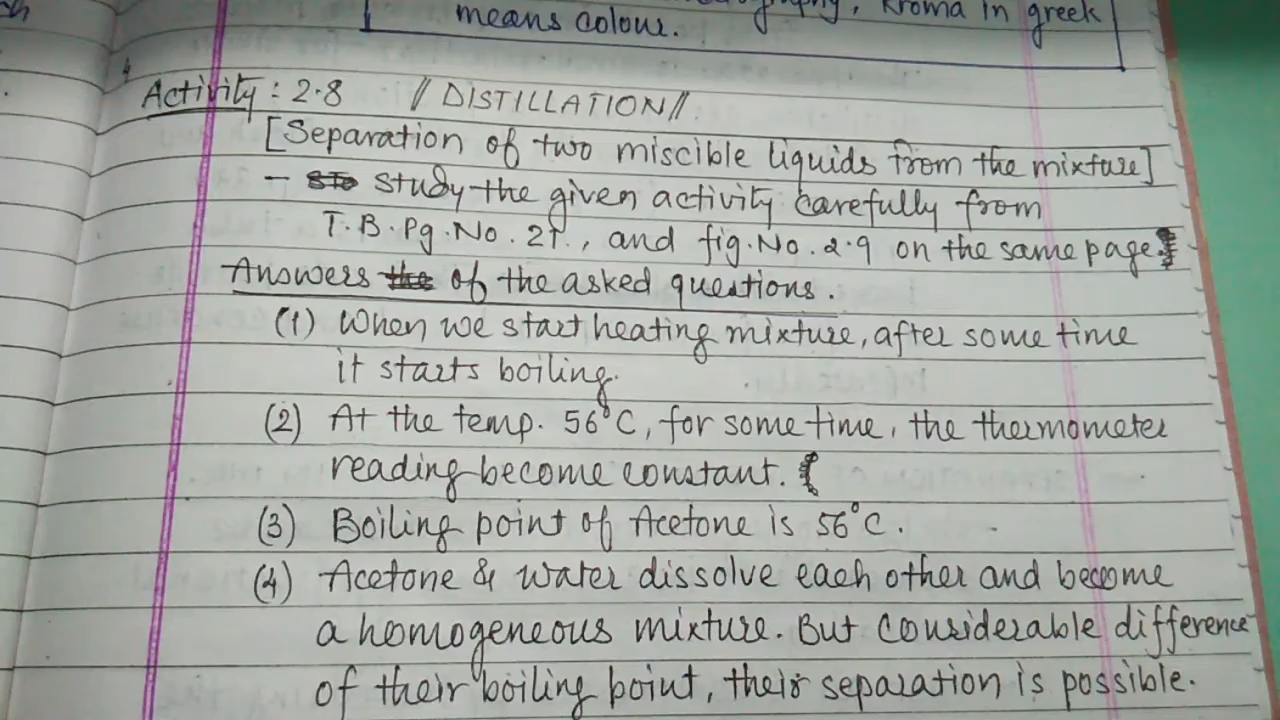 kroma in greek
means colour.
Activity : 2.8 // DISTILLATION //
[Separation of two miscible liquids from the mixture]
- study the given activity carefully from
T.B. Pg. No. 21., and fig. No. 2.9 on the same page.
Answers of the asked questions.
(1) When we start heating mixture, after some time
it starts boiling.
(2) At the temp. 56°C, for some time, the thermometer
reading become constant.
(3) Boiling point of Acetone is 56°C.
(4) Acetone & water dissolve each other and become
a homogeneous mixture. But considerable difference
of their boiling point, their separation is possible.